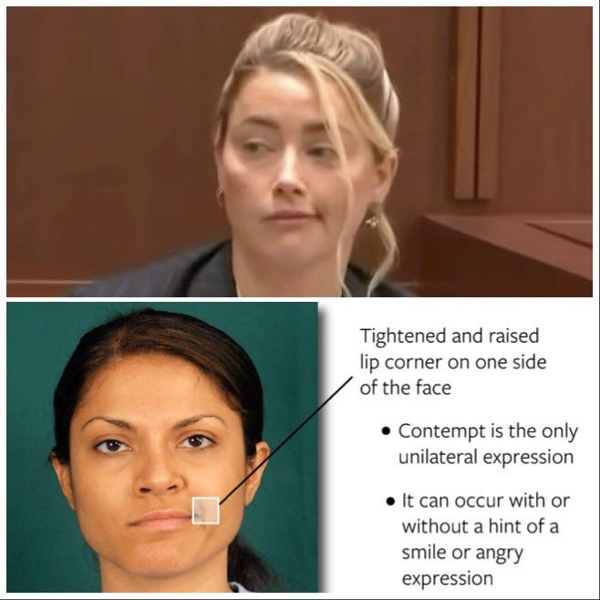 Tightened and raised
lip corner on one side
of the face
• Contempt is the only
unilateral expression
• It can occur with or
without a hint of a
smile or angry
expression